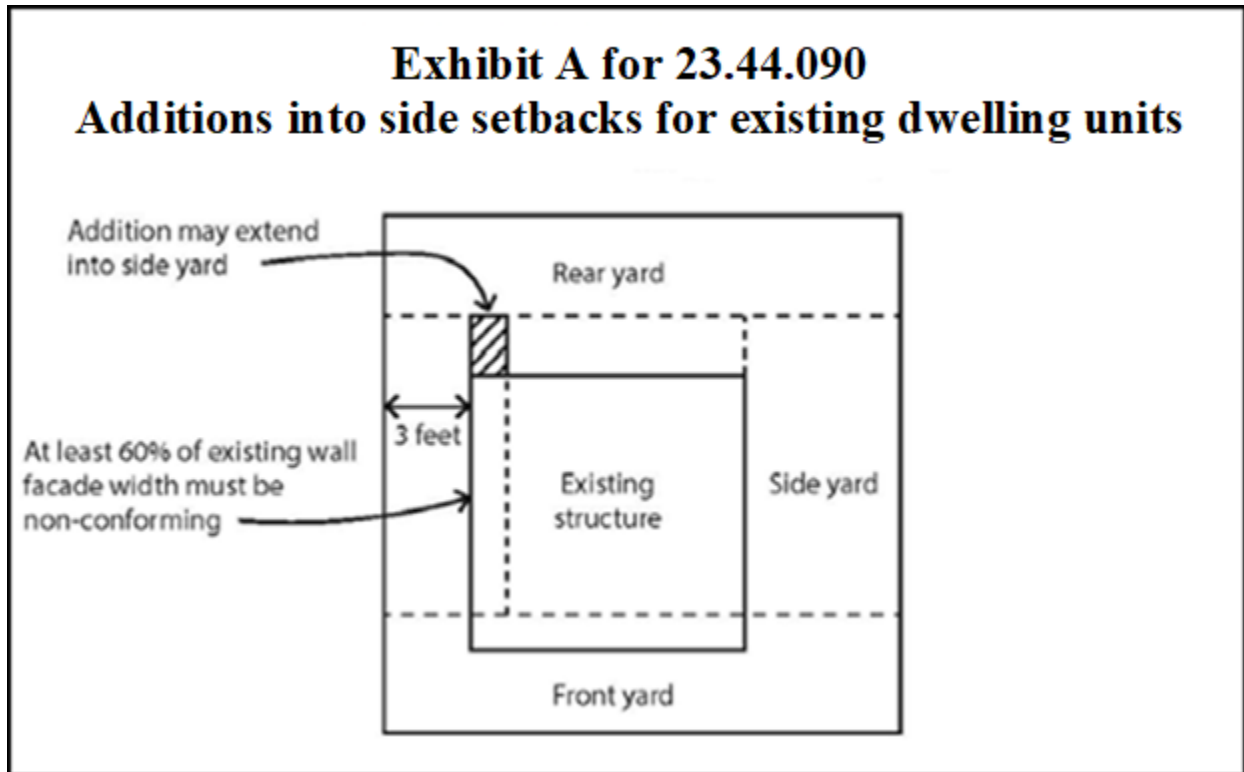 Exhibit A for 23.44.090
Additions into side setbacks for existing dwelling units
Addition may extend
into side yard
Rear yard
3 feet
At least 60% of existing wall
facade width must be
non-conforming
Existing
structure
Side yard
Front yard